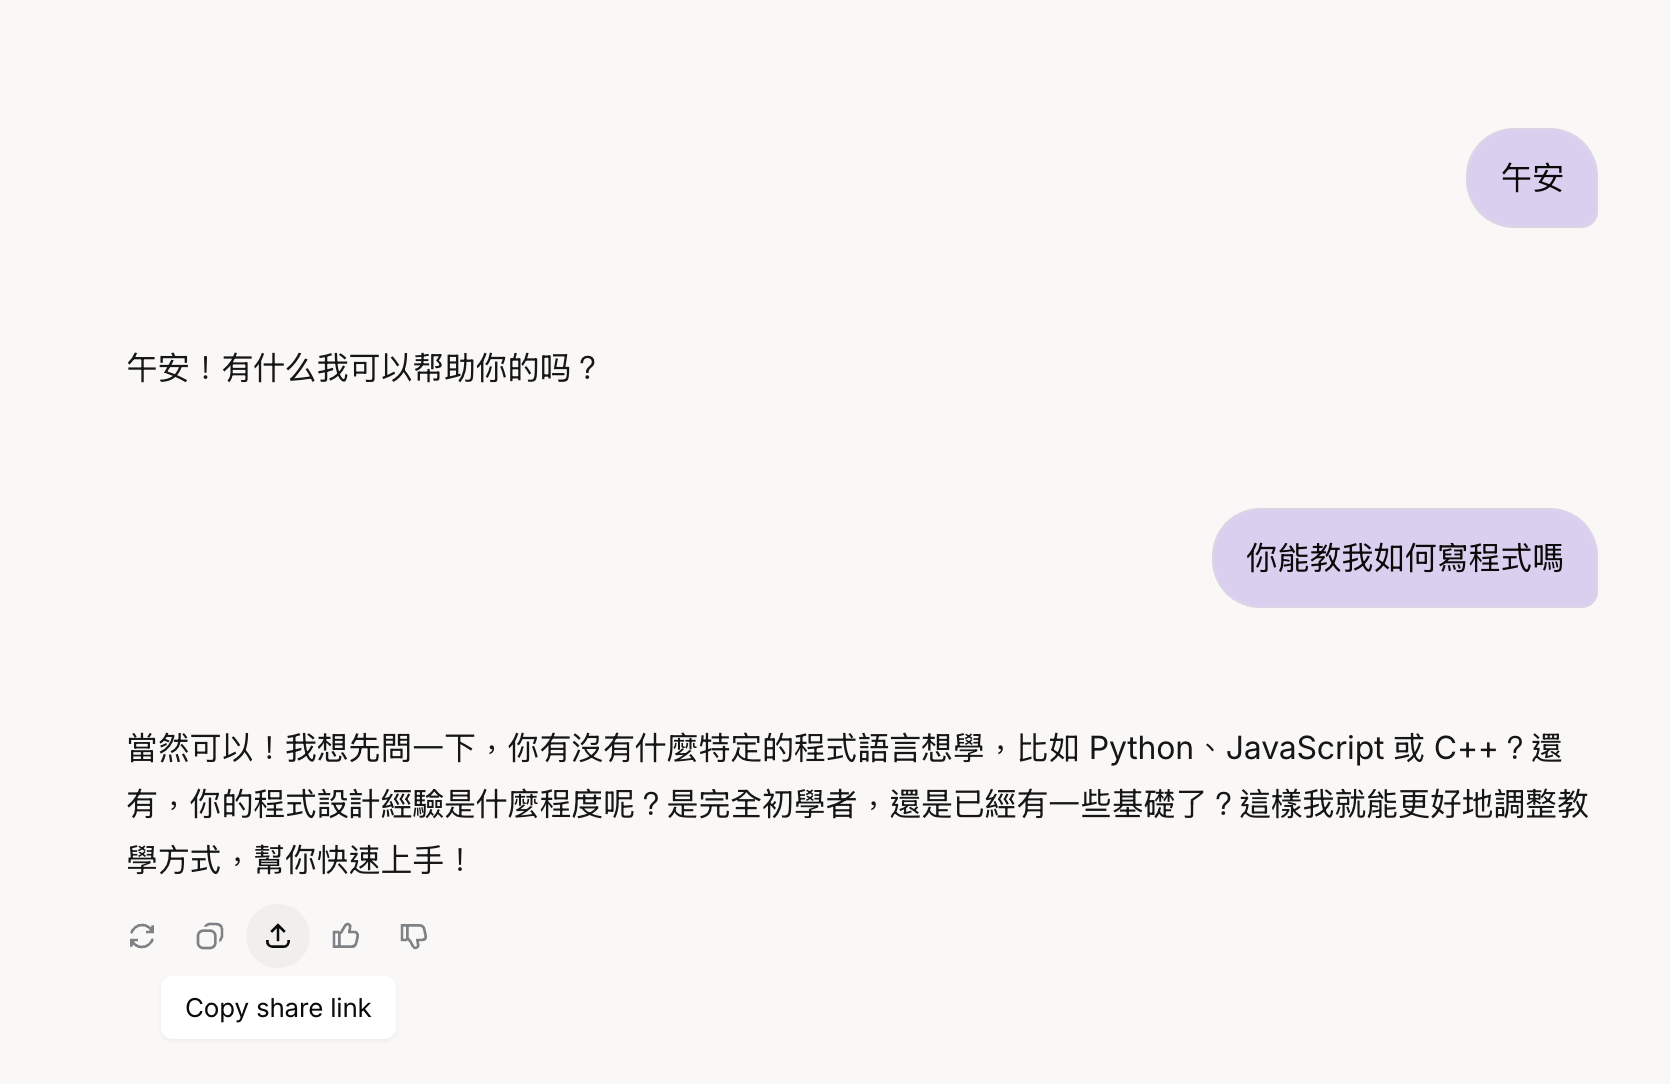 午安
午安！有什么我可以帮助你的吗？
你能教我如何寫程式嗎
當然可以！我想先問一下，你有沒有什麼特定的程式語言想學，比如 Python、JavaScript 或 C++？還
有，你的程式設計經驗是什麼程度呢？是完全初學者，還是已經有一些基礎了？這樣我就能更好地調整教
學方式，幫你快速上手！
Copy share link